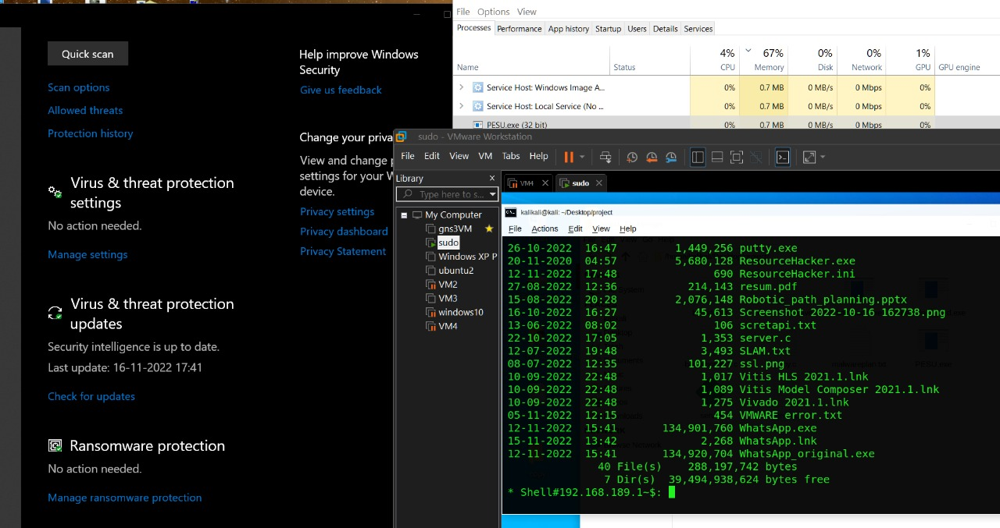 Quick scan
Scan options
Allowed threats
Protection history
Virus & threat protection
settings
No action needed.
Manage settings
Virus & threat protection
updates
Security intelligence is up to date.
Last update: 16-11-2022 17:41
Check for updates
Ransomware protection
No action needed.
Manage ransomware protection
Help improve Windows
Security
Give us feedback
Change your priva
View and change p
settings for your W
device.
Privacy settings
Privacy dashboard
Privacy Statement
File Options View
Processes Performance App history Startup Users Details Services
4% 67% 0% 0% 1%
Name Status CPU Memory Disk Network GPU GPU engine
Service Host: Windows Image A... 0% 0.7 MB 0 MB/s 0 Mbps 0%
Service Host: Local Service (No ... 0% 0.7 MB 0 MB/s 0 Mbps 0%
PESU.exe (32 bit) 0% 0.7 MB 0 MB/s 0 Mbps 0%
sudo - VMware Workstation
File Edit View VM Tabs Help
Library
Type here to s...
My Computer
gns3VM
sudo
Windows XP P
ubuntu2
VM2
VM3
windows10
VM4
VM4 sudo
kalikali@kali: ~/Desktop/project
File Actions Edit View Help
26-10-2022 16:47 1,449,256 putty.exe
20-11-2020 04:57 5,680,128 ResourceHacker.exe
12-11-2022 17:48 690 ResourceHacker.ini
27-08-2022 12:36 214,143 resum.pdf
15-08-2022 20:28 2,076,148 Robotic_path_planning.pptx
16-10-2022 16:27 45,613 Screenshot 2022-10-16 162738.png
13-06-2022 08:02 106 scretapi.txt
22-10-2022 17:05 1,353 server.c
12-07-2022 19:48 3,493 SLAM.txt
08-07-2022 12:35 101,227 ssl.png
10-09-2022 22:48 1,017 Vitis HLS 2021.1.lnk
10-09-2022 22:48 1,089 Vitis Model Composer 2021.1.lnk
10-09-2022 22:48 1,275 Vivado 2021.1.lnk
05-11-2022 12:15 454 VMWARE error.txt
12-11-2022 15:41 134,901,760 WhatsApp.exe
15-11-2022 13:42 2,268 WhatsApp.lnk
12-11-2022 15:41 134,920,704 WhatsApp_original.exe
40 File(s) 288,197,742 bytes
7 Dir(s) 39,494,938,624 bytes free
* Shell#192.168.189.1~$: